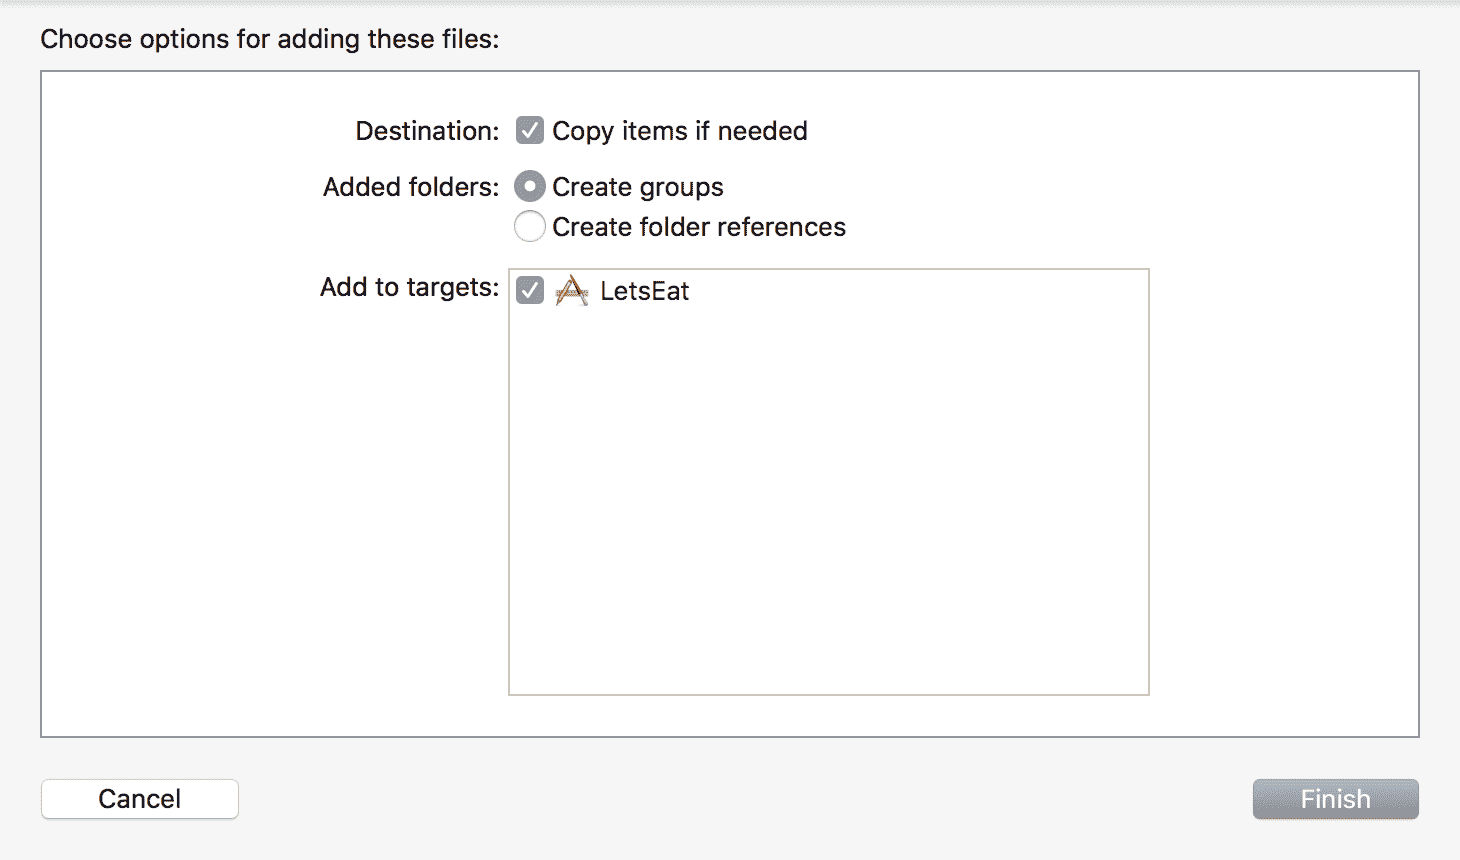 Choose options for adding these files:
Destination: Copy items if needed
Added folders: Create groups
Create folder references
Add to targets: LetsEat
Cancel Finish